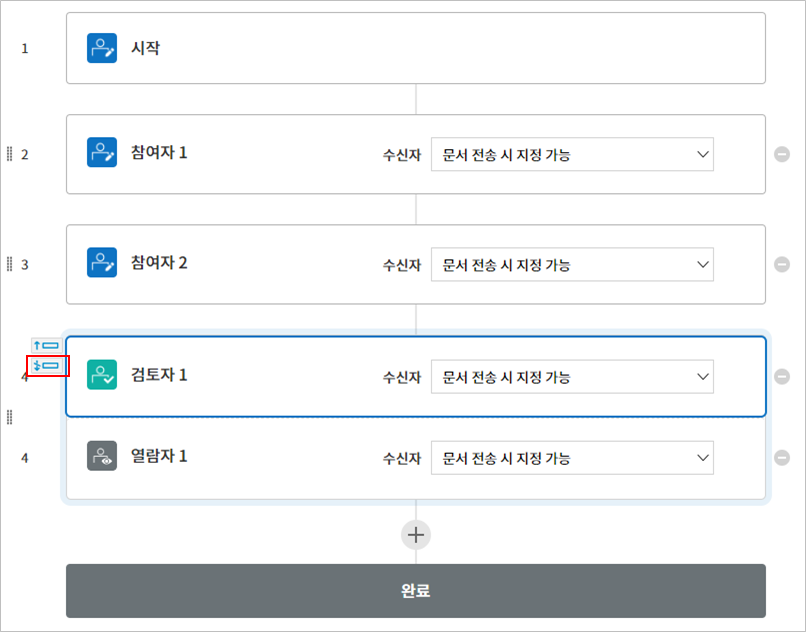 1 시작
2 참여자 1 수신자 문서 전송 시 지정 가능
3 참여자 2 수신자 문서 전송 시 지정 가능
4 검토자 1 수신자 문서 전송 시 지정 가능
4 열람자 1 수신자 문서 전송 시 지정 가능
완료